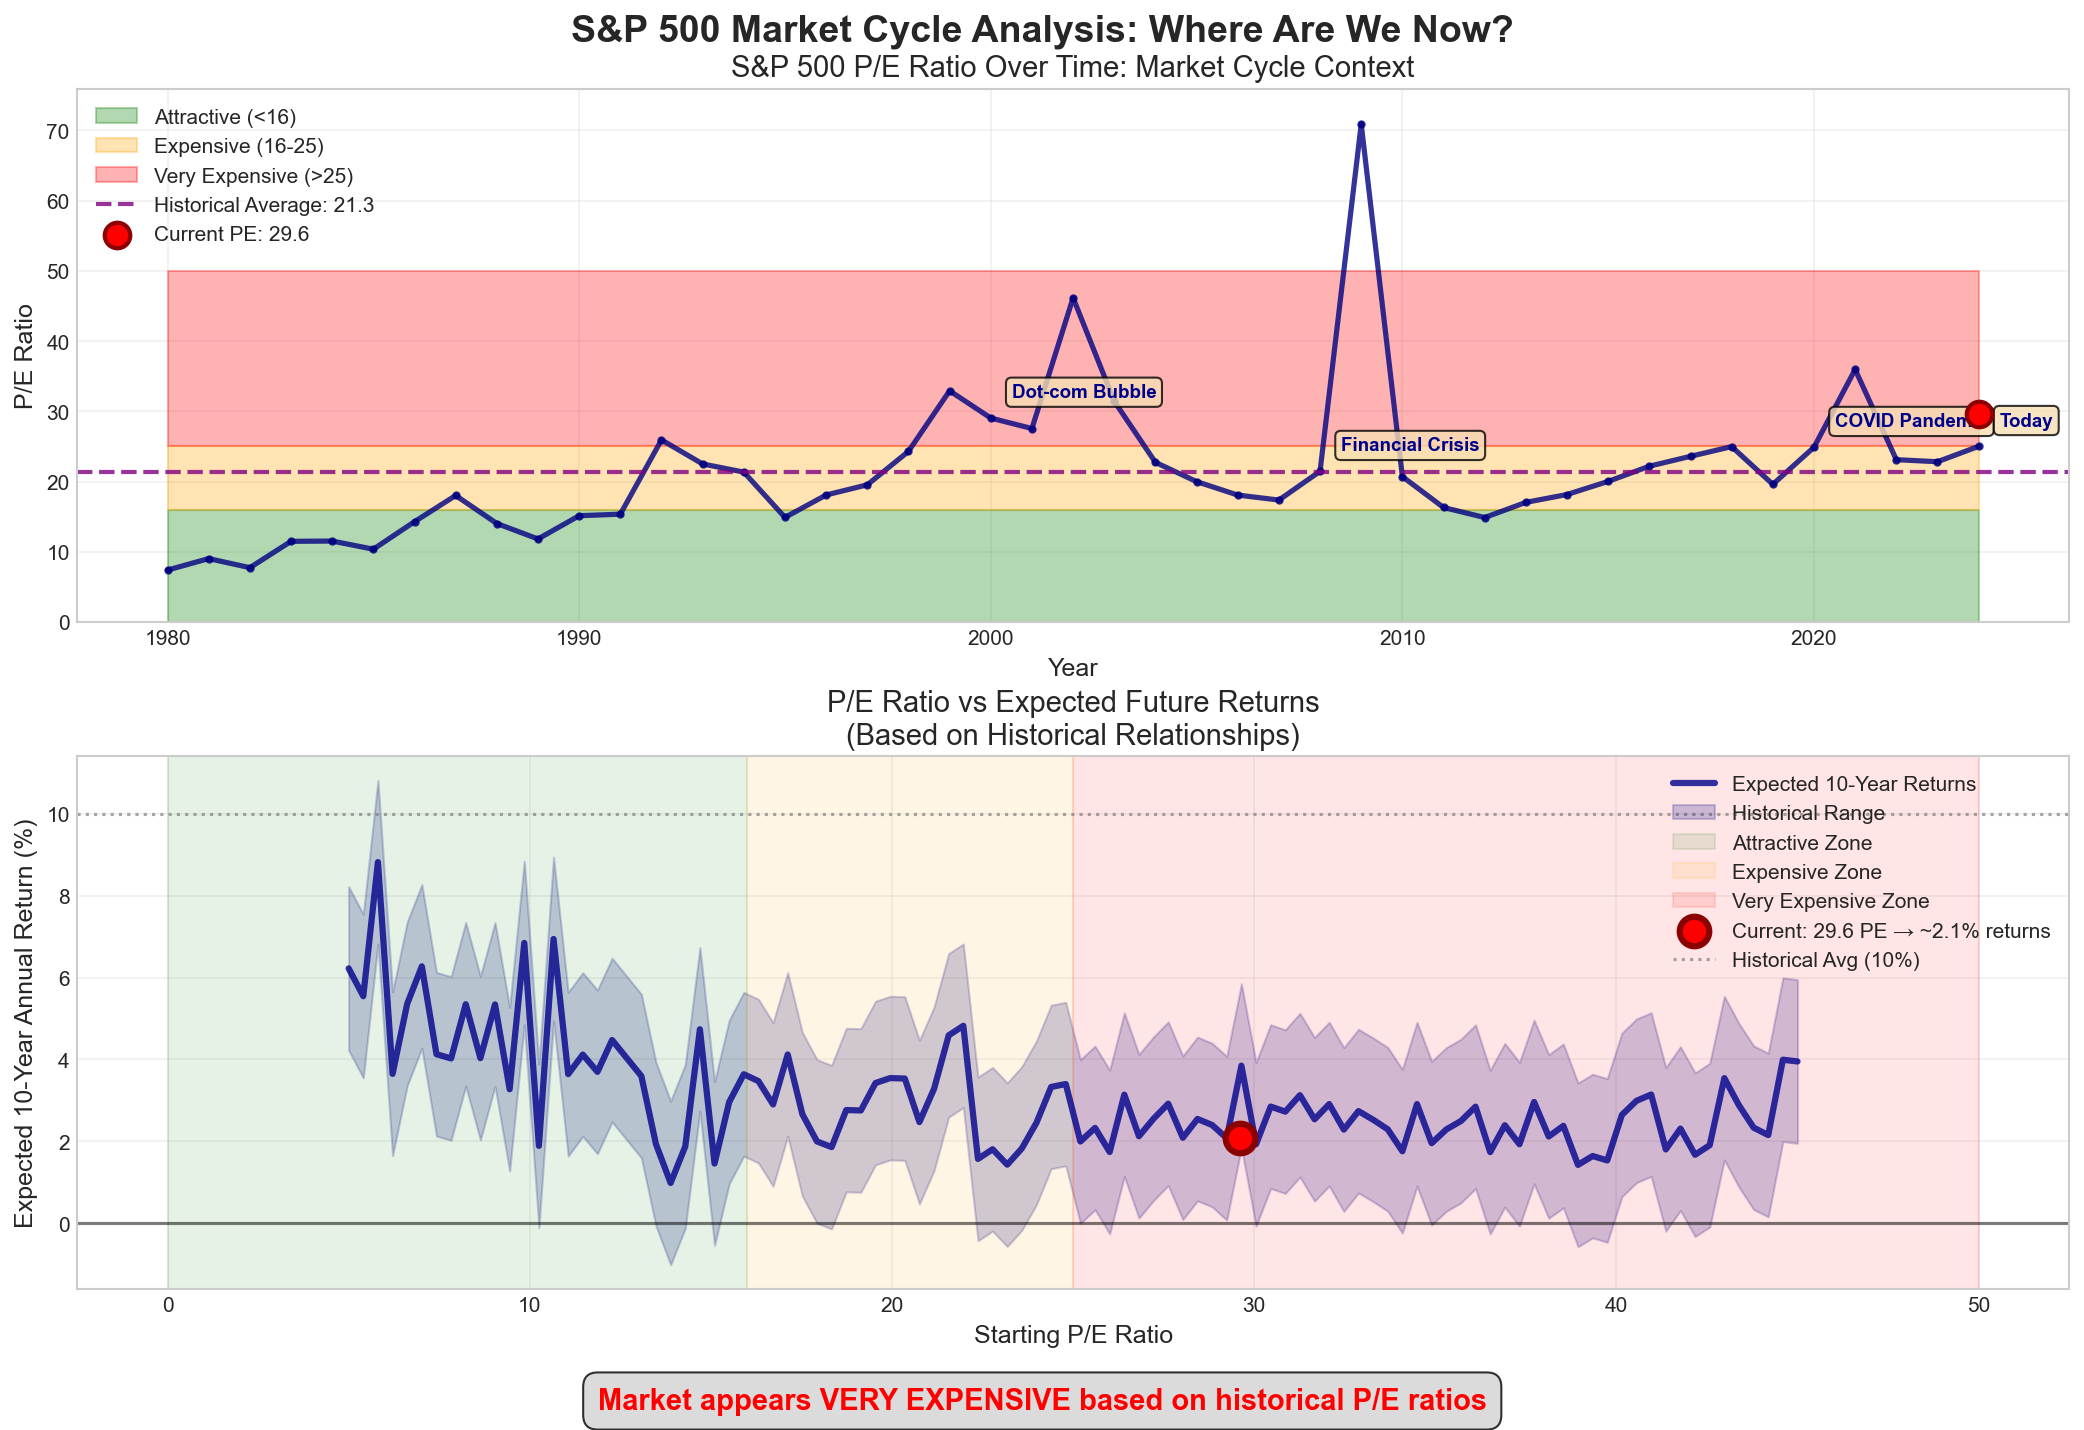 S&P 500 Market Cycle Analysis: Where Are We Now?
S&P 500 P/E Ratio Over Time: Market Cycle Context
Attractive (<16)
Expensive (16-25)
Very Expensive (>25)
Historical Average: 21.3
Current PE: 29.6
P/E Ratio
70
60
50
40
30
20
10
0
Dot-com Bubble
Financial Crisis
COVID
Today
1980
1990
2000
2010
2020
Year
P/E Ratio vs Expected Future Returns
(Based on Historical Relationships)
Expected 10-Year Annual Return (%)
10
8
6
4
2
0
Expected 10-Year Returns
Historical Range
Attractive Zone
Expensive Zone
Very Expensive Zone
Current: 29.6 PE → ~2.1% returns
Historical Avg (10%)
0
10
20
30
40
50
Starting P/E Ratio
Market appears VERY EXPENSIVE based on historical P/E ratios